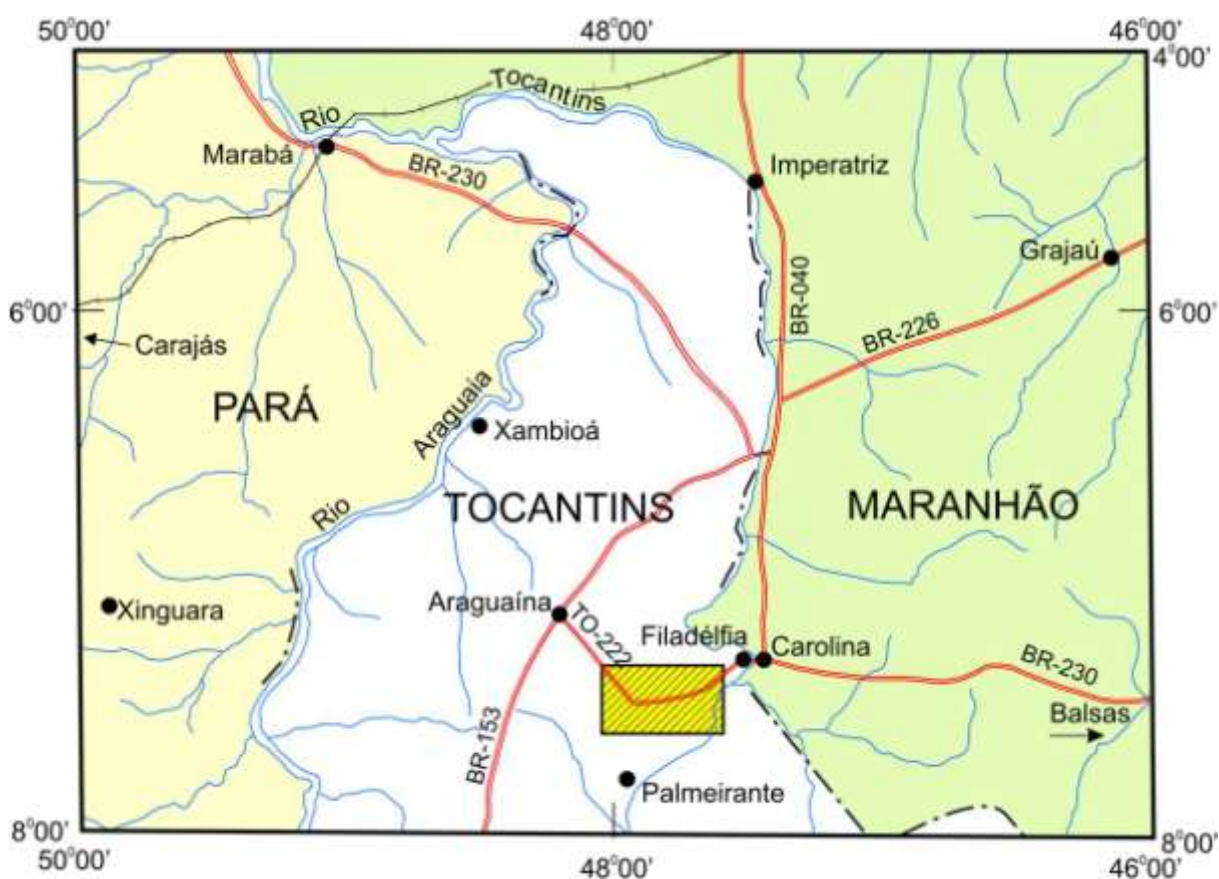 50°00'
48°00'
46°00'
4°00'
Tocantins
Rio
Marabá
BR-230
Imperatriz
Grajaú
BR-040
6°00'
6°00'
BR-226
Carajás
PARÁ
Araguaia
Xambioá
Rio
TOCANTINS
MARANHÃO
Xinguara
Araguaína
TO-222
Filadélfia
Carolina
BR-230
BR-153
Balsas
Palmeirante
8°00'
8°00'
50°00'
48°00'
46°00'